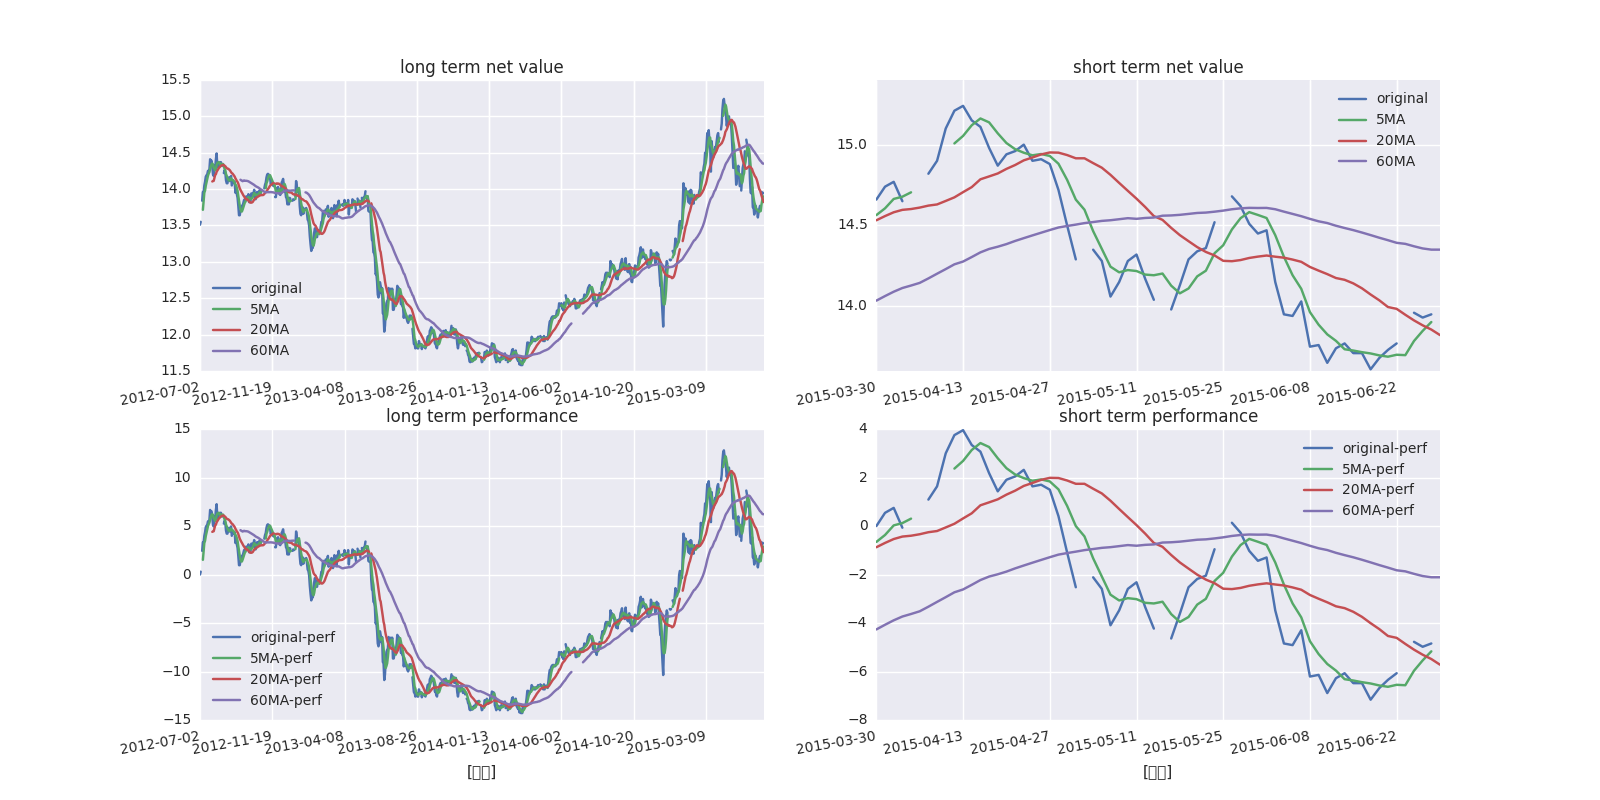 long term net value
15.5
15.0
14.5
14.0
13.5
13.0
12.5
12.0
11.5
original
5MA
20MA
60MA
2012-07-02 2012-11-19 2013-04-08 2013-08-26 2014-01-13 2014-06-02 2014-10-20 2015-03-09
short term net value
15.0
14.5
14.0
original
5MA
20MA
60MA
2015-03-30 2015-04-13 2015-04-27 2015-05-11 2015-05-25 2015-06-08 2015-06-22
long term performance
15
10
5
0
−5
−10
−15
original-perf
5MA-perf
20MA-perf
60MA-perf
2012-07-02 2012-11-19 2013-04-08 2013-08-26 2014-01-13 2014-06-02 2014-10-20 2015-03-09
[▯▯]
short term performance
4
2
0
−2
−4
−6
−8
original-perf
5MA-perf
20MA-perf
60MA-perf
2015-03-30 2015-04-13 2015-04-27 2015-05-11 2015-05-25 2015-06-08 2015-06-22
[▯▯]